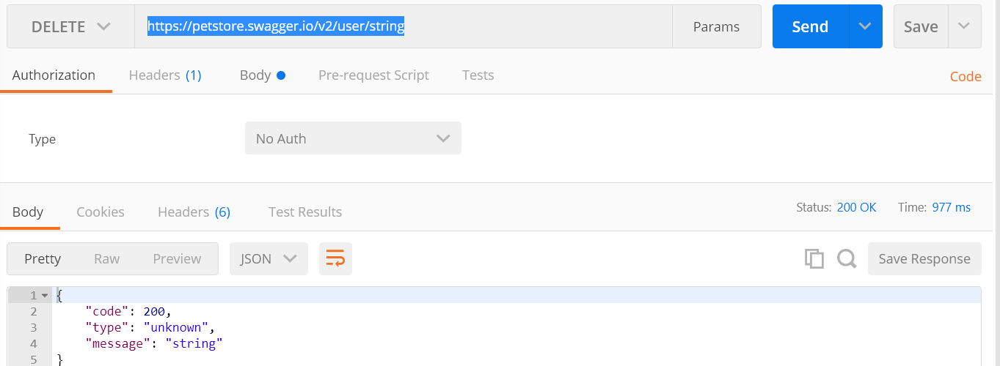 DELETE https://petstore.swagger.io/v2/user/string Params Send Save
Authorization Headers (1) Body Pre-request Script Tests Code
Type No Auth
Body Cookies Headers (6) Test Results Status: 200 OK Time: 977 ms
Pretty Raw Preview JSON Save Response
1 {
2 "code": 200,
3 "type": "unknown",
4 "message": "string"
5 }